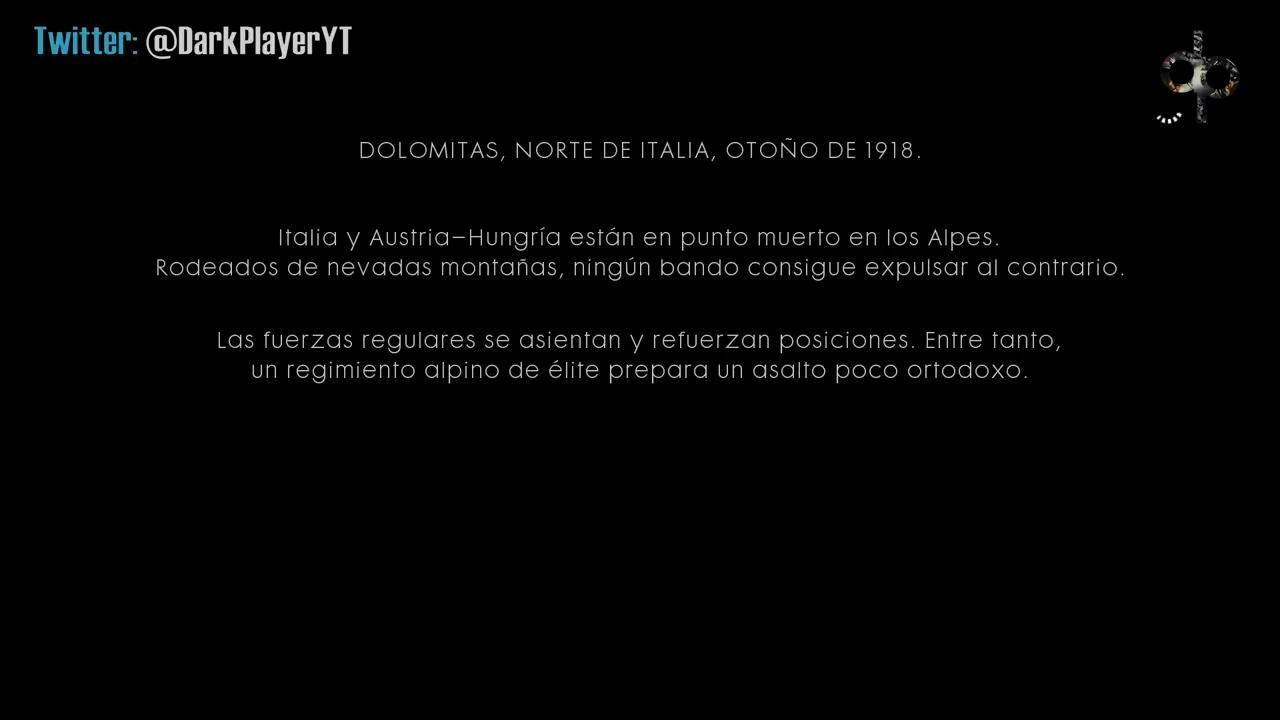 Twitter: @DarkPlayerYT
DOLOMITAS, NORTE DE ITALIA, OTOÑO DE 1918.
Italia y Austria–Hungría están en punto muerto en los Alpes.
Rodeados de nevadas montañas, ningún bando consigue expulsar al contrario.
Las fuerzas regulares se asientan y refuerzan posiciones. Entre tanto,
un regimiento alpino de élite prepara un asalto poco ortodoxo.